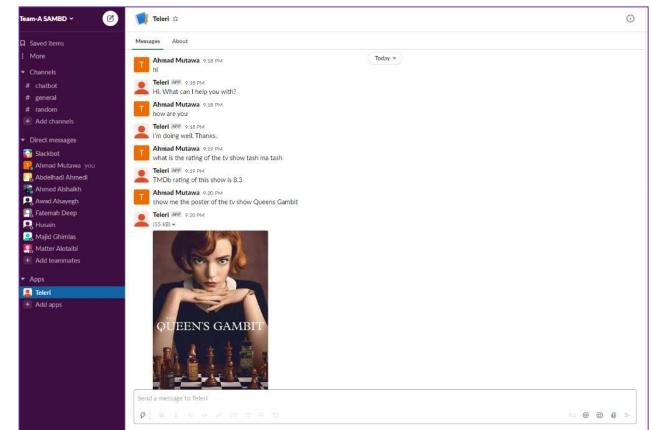 Team-A SAMBD
Saved items
More
Channels
# chatbot
# general
# random
+ Add channels
Direct messages
Slackbot
Ahmad Mutawa you
Abdelhadi Ahmedi
Ahmed Alshaikh
Awad Alsayegh
Fatemah Deep
Husain
Majid Ghimlas
Matter Alotaibi
+ Add teammates
Apps
Teleri
+ Add apps
Teleri
Messages About
Today
T Ahmad Mutawa 9:18 PM
hi
Teleri APP 9:18 PM
Hi. What can I help you with?
T Ahmad Mutawa 9:18 PM
how are you
Teleri APP 9:18 PM
I'm doing well. Thanks.
T Ahmad Mutawa 9:19 PM
what is the rating of the tv show tash ma tash
Teleri APP 9:19 PM
TMDb rating of this show is 8.3
T Ahmad Mutawa 9:20 PM
show me the poster of the tv show Queens Gambit
Teleri APP 9:20 PM
(55 kB)
QUEEN'S GAMBIT
Send a message to Teleri